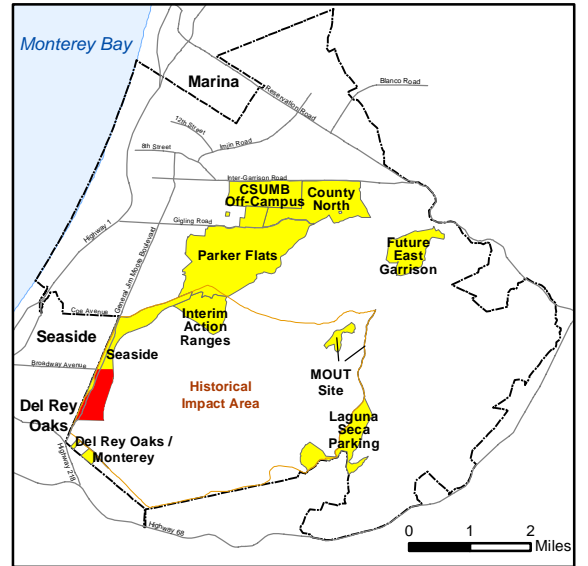 Monterey Bay
Marina
Blanco Road
Reservation Road
12th Street
8th Street
Imjin Road
Inter-Garrison Road
CSUMB
Off-Campus
County
North
Gigling Road
Highway 1
General Jim Moore Boulevard
Parker Flats
Future
East
Garrison
Coe Avenue
Interim
Action
Ranges
Seaside
Seaside
Broadway Avenue
MOUT
Site
Historical
Impact Area
Del Rey
Oaks
Laguna
Seca
Parking
Del Rey Oaks /
Monterey
Highway 218
Highway 68
0 1 2
Miles